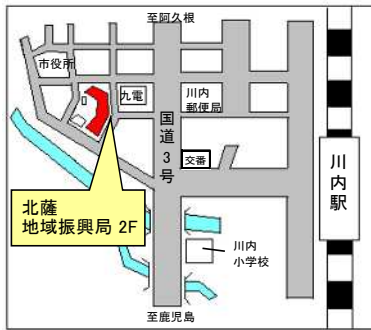 至阿久根
市役所
九電
川内
郵便局
国道3号
交番
川内駅
北薩
地域振興局 2F
川内
小学校
至鹿児島